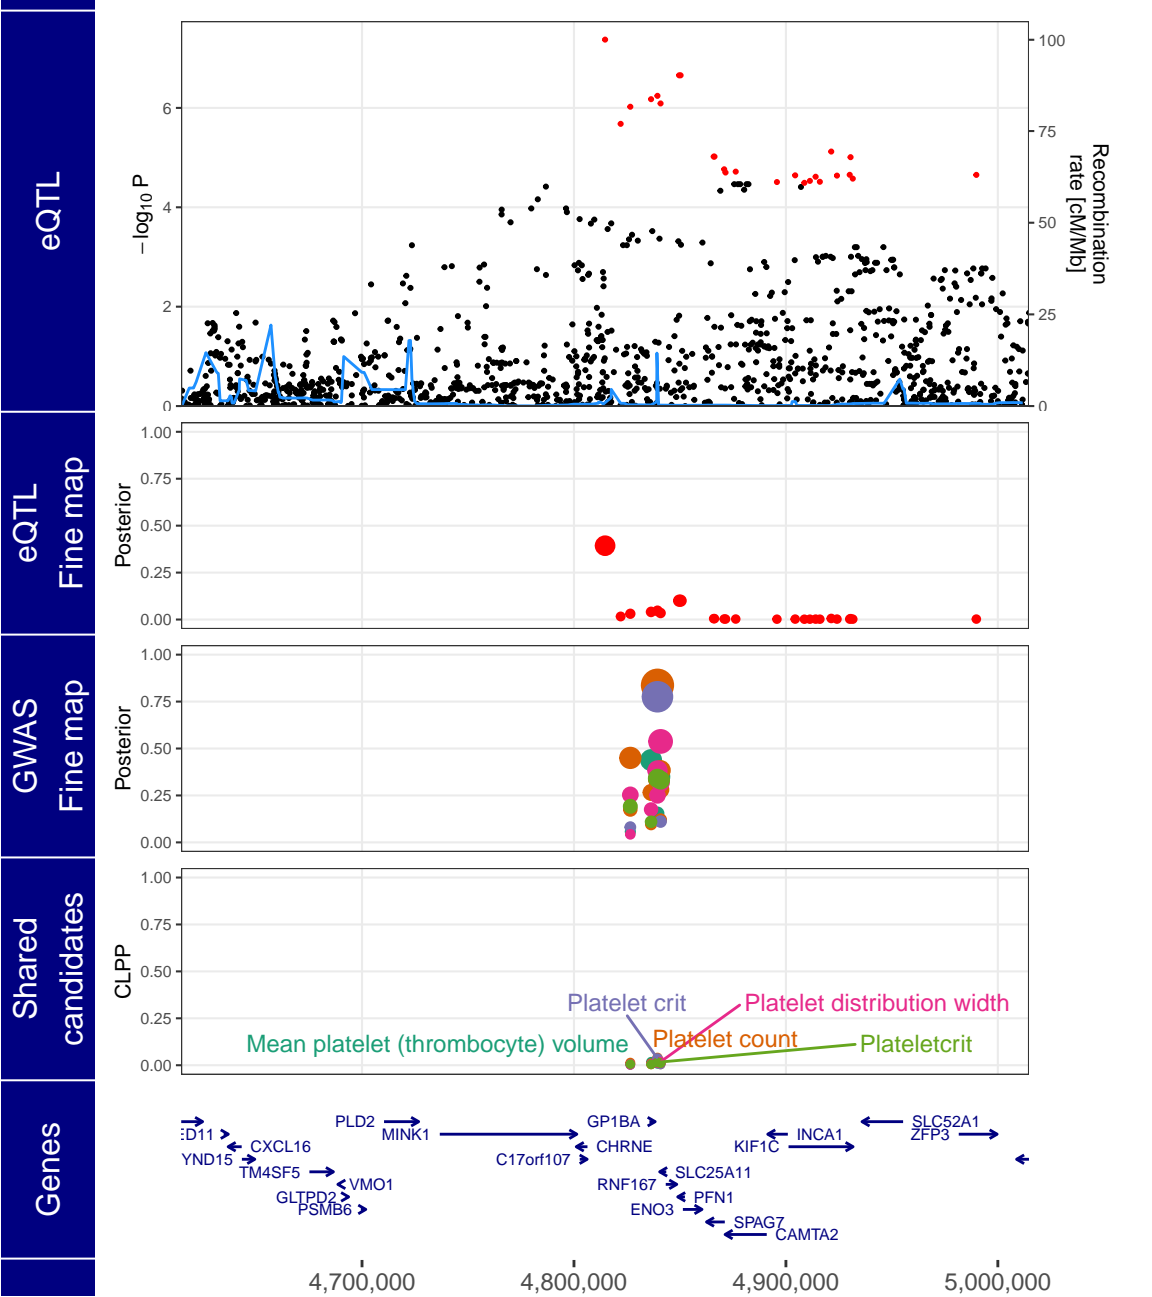 eQTL
−log10 P
6
4
2
0
100
75
50
25
0
Recombination
rate [cM/Mb]
eQTL
Fine map
Posterior
1.00
0.75
0.50
0.25
0.00
GWAS
Fine map
Posterior
1.00
0.75
0.50
0.25
0.00
Shared
candidates
CLPP
1.00
0.75
0.50
0.25
0.00
Platelet crit
Platelet distribution width
Mean platelet (thrombocyte) volume
Platelet count
Plateletcrit
Genes
PLD2
GP1BA
SLC52A1
ED11
MINK1
INCA1
ZFP3
CXCL16
CHRNE
KIF1C
YND15
C17orf107
TM4SF5
SLC25A11
VMO1
RNF167
GLTPD2
PFN1
PSMB6
ENO3
SPAG7
CAMTA2
4,700,000
4,800,000
4,900,000
5,000,000